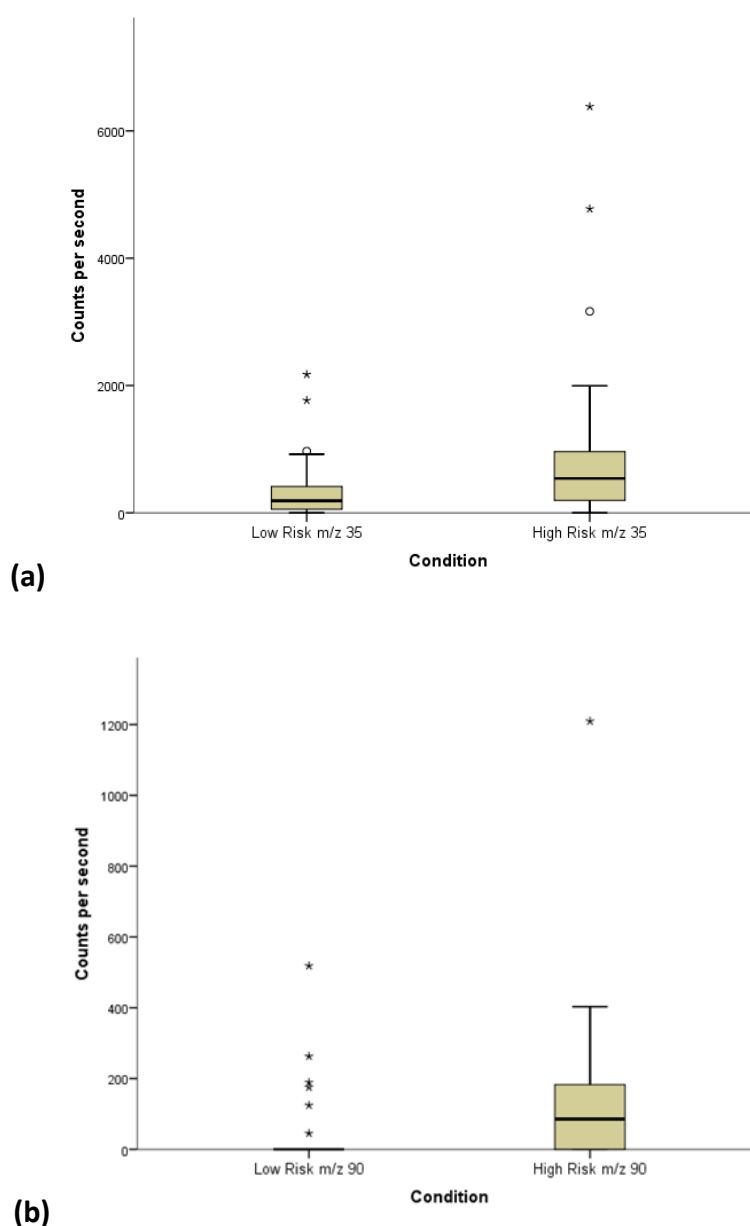 6000
Counts per second
4000
2000
0
Low Risk m/z 35 High Risk m/z 35
Condition
(a)
1200
1000
800
Counts per second
600
400
200
0
Low Risk m/z 90 High Risk m/z 90
Condition
(b)